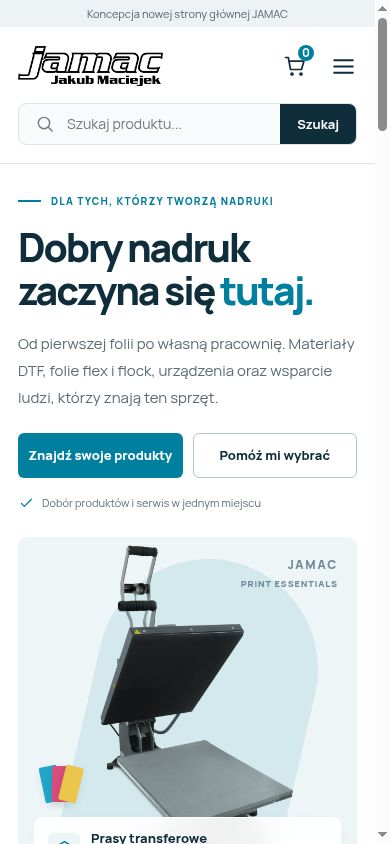 Koncepcja nowej strony głównej JAMAC
jamac
Jakub Maciejek
0
Szukaj produktu...
Szukaj
DLA TYCH, KTÓRZY TWORZĄ NADRUKI
Dobry nadruk
zaczyna się tutaj.
Od pierwszej folii po własną pracownię. Materiały
DTF, folie flex i flock, urządzenia oraz wsparcie
ludzi, którzy znają ten sprzęt.
Znajdź swoje produkty
Pomóż mi wybrać
Dobór produktów i serwis w jednym miejscu
JAMAC
PRINT ESSENTIALS
Prasy transferowe